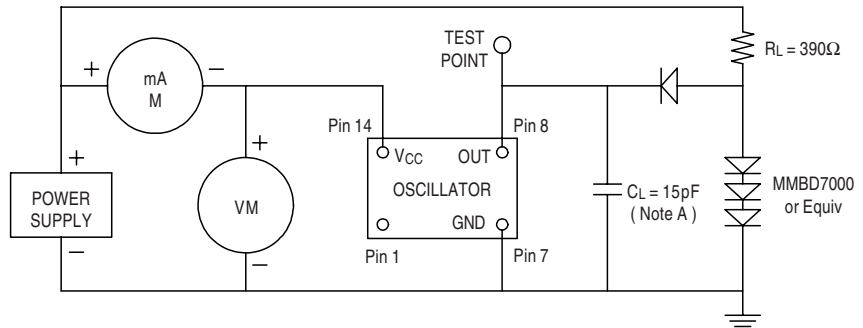 TEST
POINT
RL = 390Ω
+
mA
M
−
Pin 14
Pin 8
+
+
VCC
OUT
OSCILLATOR
GND
POWER
SUPPLY
VM
CL = 15pF
( Note A )
MMBD7000
or Equiv
−
−
Pin 1
Pin 7